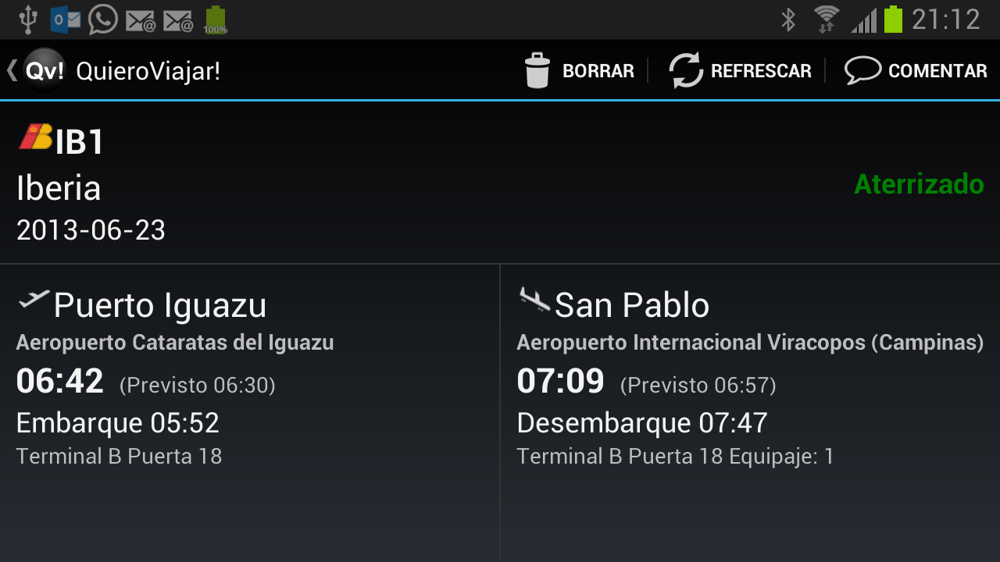 100%
21:12
Qv! QuieroViajar!
BORRAR
REFRESCAR
COMENTAR
IB1
Iberia
2013-06-23
Aterrizado
Puerto Iguazu
Aeropuerto Cataratas del Iguazu
06:42 (Previsto 06:30)
Embarque 05:52
Terminal B Puerta 18
San Pablo
Aeropuerto Internacional Viracopos (Campinas)
07:09 (Previsto 06:57)
Desembarque 07:47
Terminal B Puerta 18 Equipaje: 1